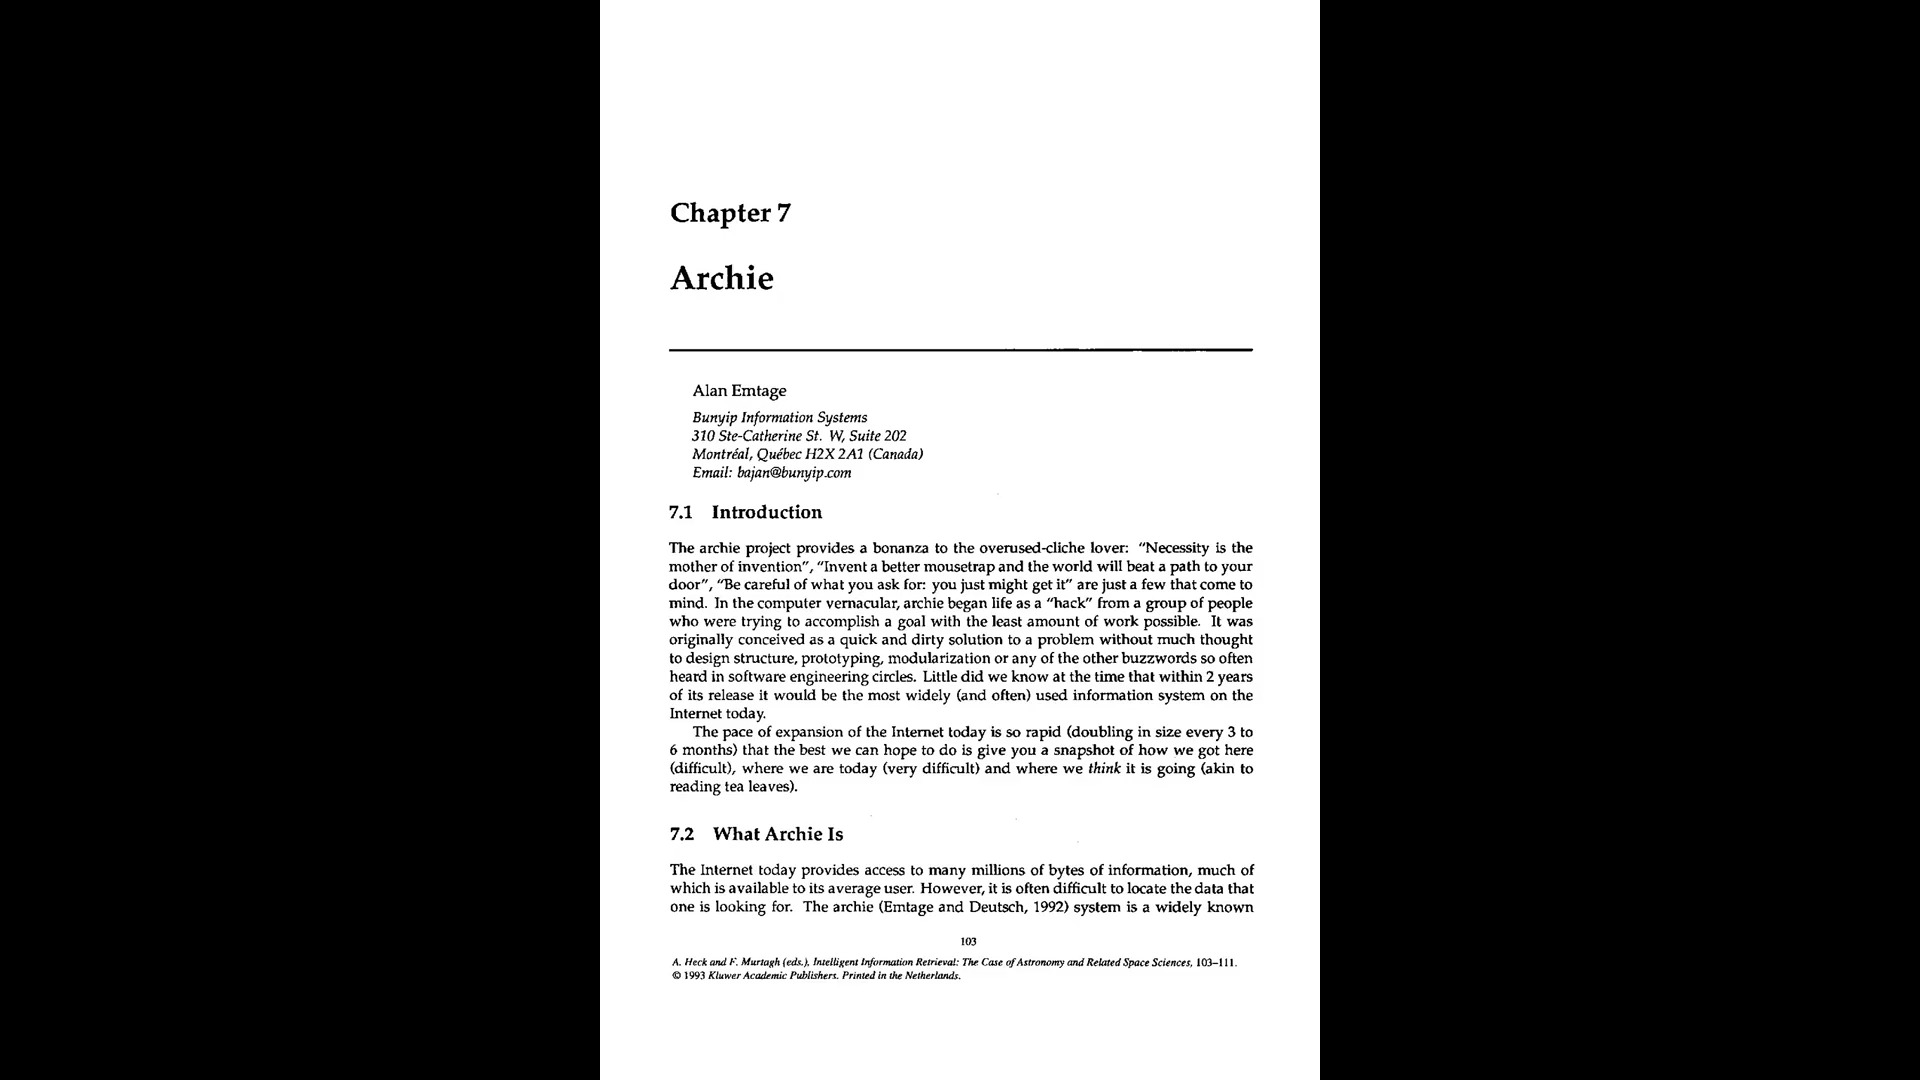 Chapter 7
Archie
Alan Emtage
Bunyip Information Systems
310 Ste-Catherine St. W, Suite 202
Montréal, Québec H2X 2A1 (Canada)
Email: bajan@bunyip.com
7.1 Introduction
The archie project provides a bonanza to the overused-cliche lover: “Necessity is the
mother of invention”, “Invent a better mousetrap and the world will beat a path to your
door”, “Be careful of what you ask for: you just might get it” are just a few that come to
mind. In the computer vernacular, archie began life as a “hack” from a group of people
who were trying to accomplish a goal with the least amount of work possible. It was
originally conceived as a quick and dirty solution to a problem without much thought
to design structure, prototyping, modularization or any of the other buzzwords so often
heard in software engineering circles. Little did we know at the time that within 2 years
of its release it would be the most widely (and often) used information system on the
Internet today.
The pace of expansion of the Internet today is so rapid (doubling in size every 3 to
6 months) that the best we can hope to do is give you a snapshot of how we got here
(difficult), where we are today (very difficult) and where we think it is going (akin to
reading tea leaves).
7.2 What Archie Is
The Internet today provides access to many millions of bytes of information, much of
which is available to its average user. However, it is often difficult to locate the data that
one is looking for. The archie (Emtage and Deutsch, 1992) system is a widely known
103
A. Heck and F. Murtagh (eds.), Intelligent Information Retrieval: The Case of Astronomy and Related Space Sciences, 103–111.
© 1993 Kluwer Academic Publishers. Printed in the Netherlands.